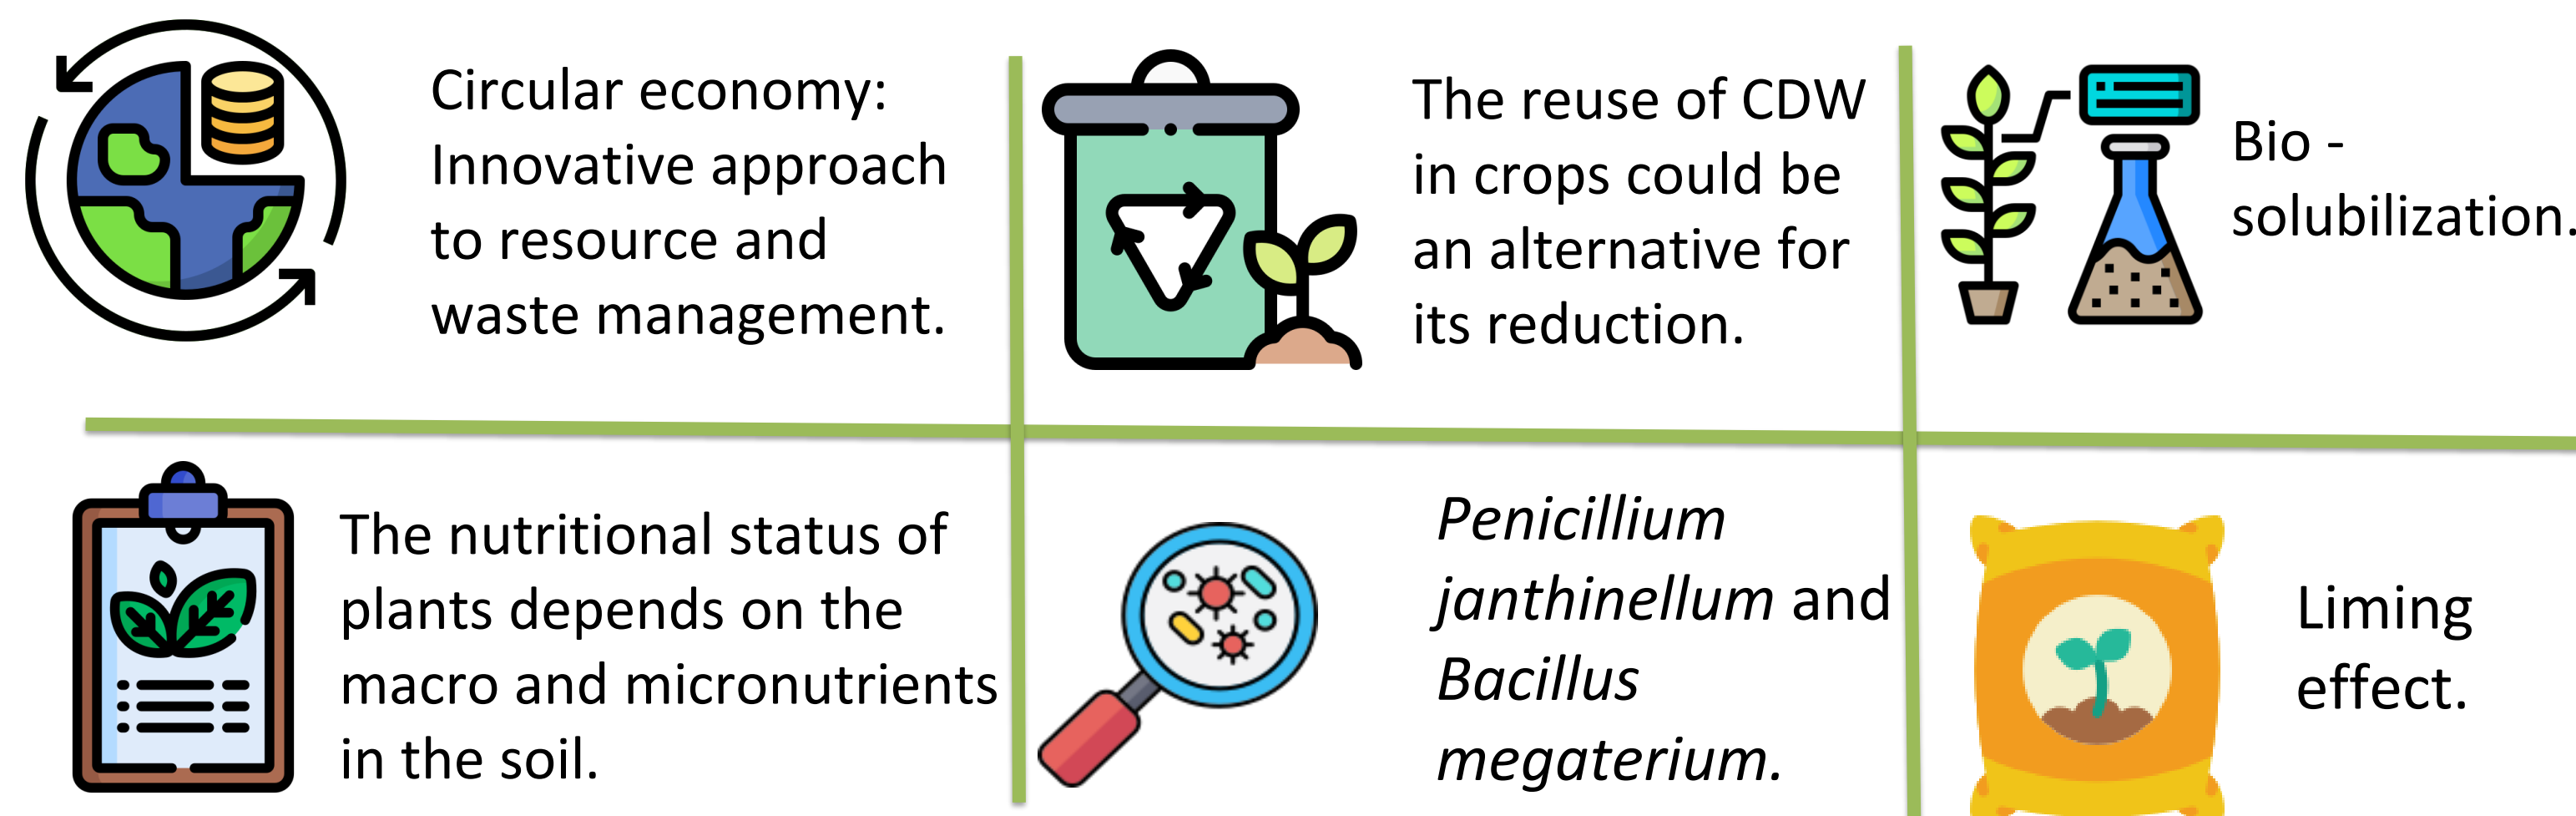 Circular economy:
Innovative approach
to resource and
waste management.
The reuse of CDW
in crops could be
an alternative for
its reduction.
Bio -
solubilization.
The nutritional status of
plants depends on the
macro and micronutrients
in the soil.
Penicillium
janthinellum and
Bacillus
megaterium.
Liming
effect.